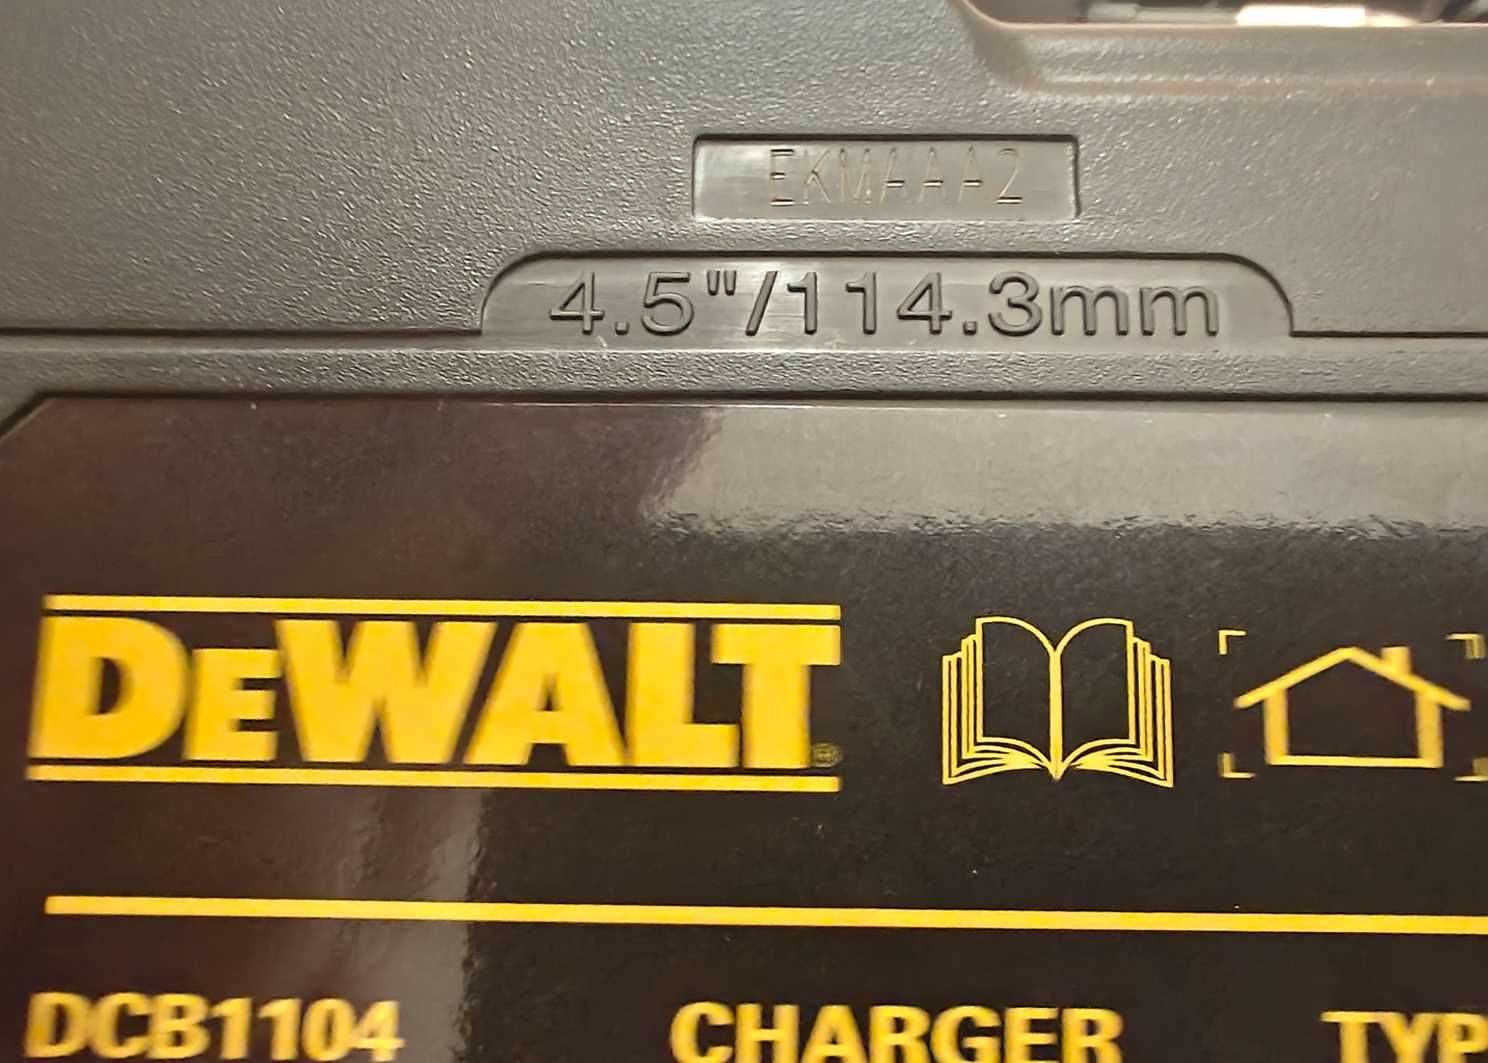 EKMAAA2
4.5"/114.3mm
DEWALT®
DCB1104 CHARGER TYP